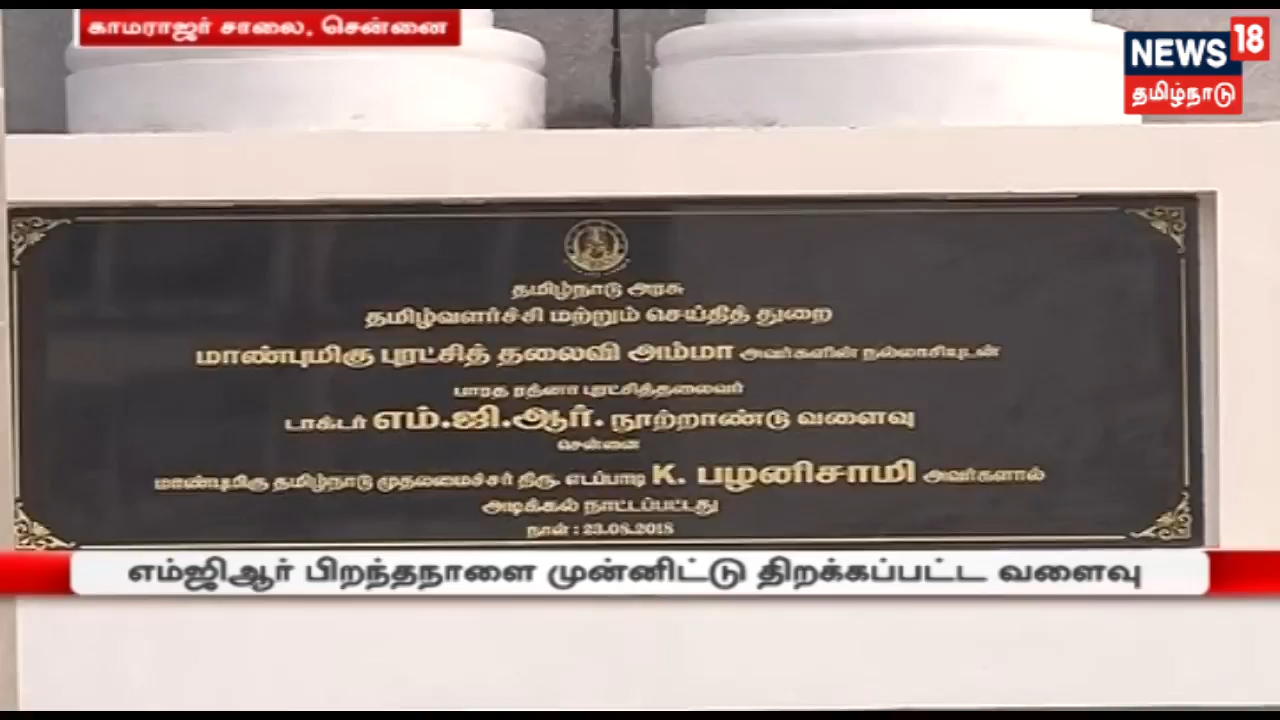 காமராஜர் சாலை, சென்னை
NEWS 18
தமிழ்நாடு
தமிழ்நாடு அரசு
தமிழ்வளர்ச்சி மற்றும் செய்தித் துறை
மாண்புமிகு புரட்சித் தலைவி அம்மா அவர்களின் நல்லாசியுடன்
பாரத ரத்னா புரட்சித்தலைவர்
டாக்டர் எம்.ஜி.ஆர். நூற்றாண்டு வளைவு
சென்னை
மாண்புமிகு தமிழ்நாடு முதலமைச்சர் திரு. எடப்பாடி K. பழனிசாமி அவர்களால்
அடிக்கல் நாட்டப்பட்டது
நாள் : 23.08.2018
எம்ஜிஆர் பிறந்தநாளை முன்னிட்டு திறக்கப்பட்ட வளைவு